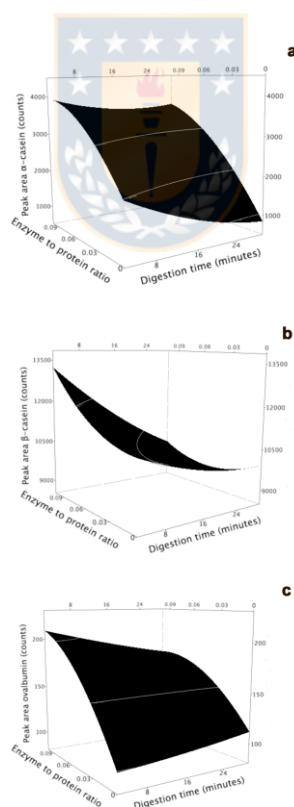 a
8 16 24 0.09 0.06 0.03 0
4000 4000
3000 3000
2000 2000
1000 1000
Peak area α-casein (counts)
0.09 0.06 0.03 0
8 16 24
Enzyme to protein ratio
Digestion time (minutes)
b
8 16 24 0.09 0.06 0.03 0
13500 13500
12000 12000
10500 10500
9000 9000
Peak area β-casein (counts)
0.09 0.06 0.03 0
8 16 24
Enzyme to protein ratio
Digestion time (minutes)
c
8 16 24 0.09 0.06 0.03 0
200 200
150 150
100 100
Peak area ovalbumin (counts)
0.09 0.06 0.03 0
8 16 24
Enzyme to protein ratio
Digestion time (minutes)